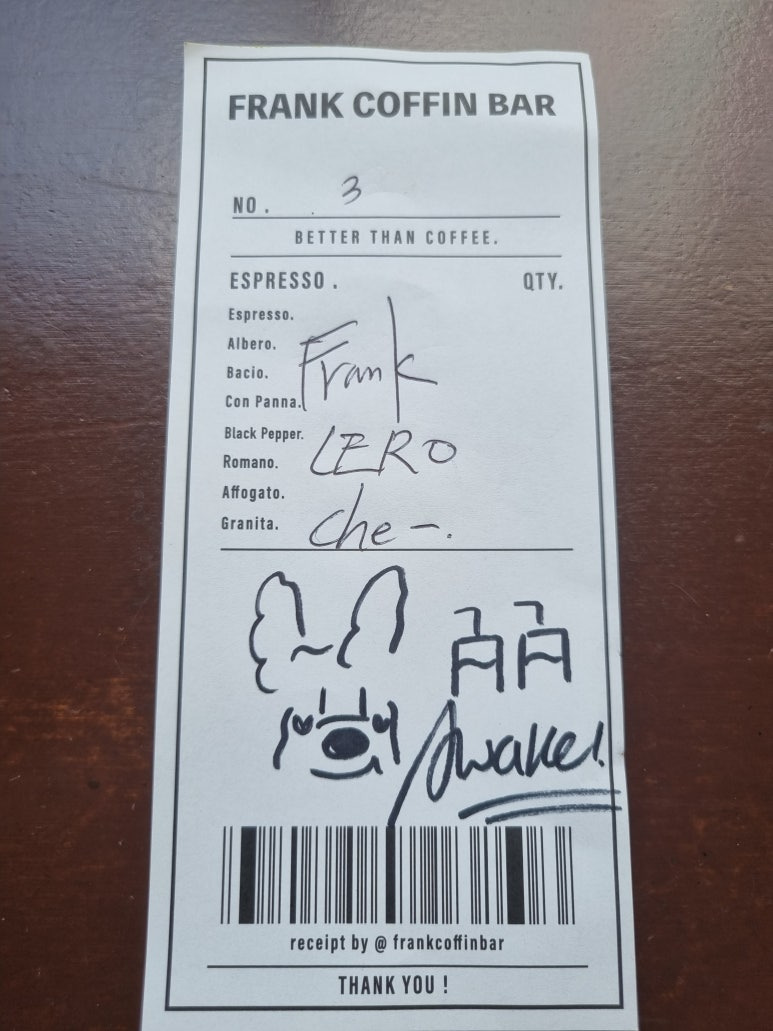 FRANK COFFIN BAR
NO. 3
BETTER THAN COFFEE.
ESPRESSO. QTY.
Espresso.
Albero.
Bacio.
Con Panna.
Frank
Black Pepper.
LERO
Romano.
Affogato.
Granita.
che-.
Awake!
receipt by @ frankcoffinbar
THANK YOU !